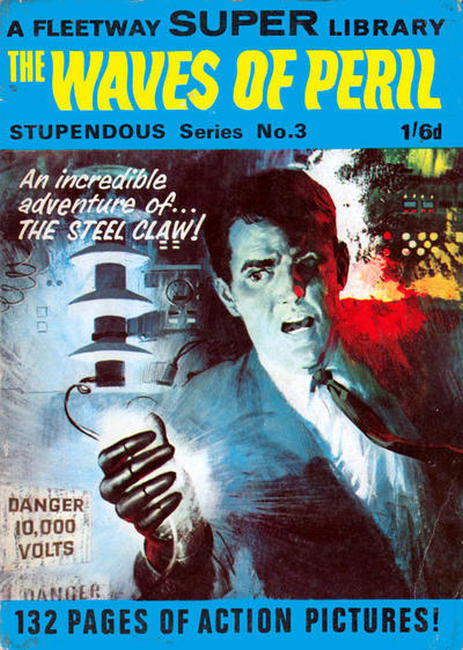 A FLEETWAY SUPER LIBRARY
THE WAVES OF PERIL
STUPENDOUS Series No.3 1/6d
An incredible
adventure of...
THE STEEL CLAW!
DANGER
10,000
VOLTS
DANGER
132 PAGES OF ACTION PICTURES!